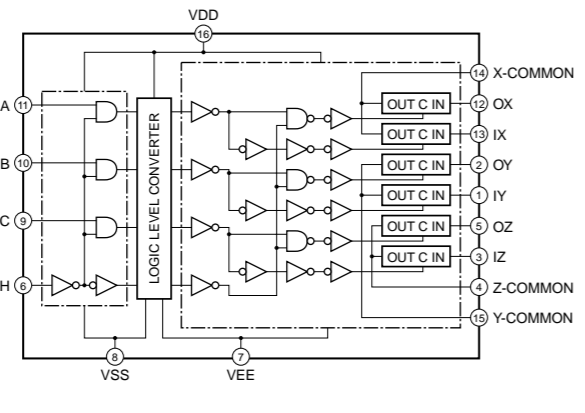 VDD
16
14 X-COMMON
A 11
OUT C IN 12 OX
OUT C IN 13 IX
B 10
OUT C IN 2 OY
OUT C IN 1 IY
LOGIC LEVEL CONVERTER
C 9
OUT C IN 5 OZ
OUT C IN 3 IZ
H 6
4 Z-COMMON
15 Y-COMMON
8
7
VSS
VEE